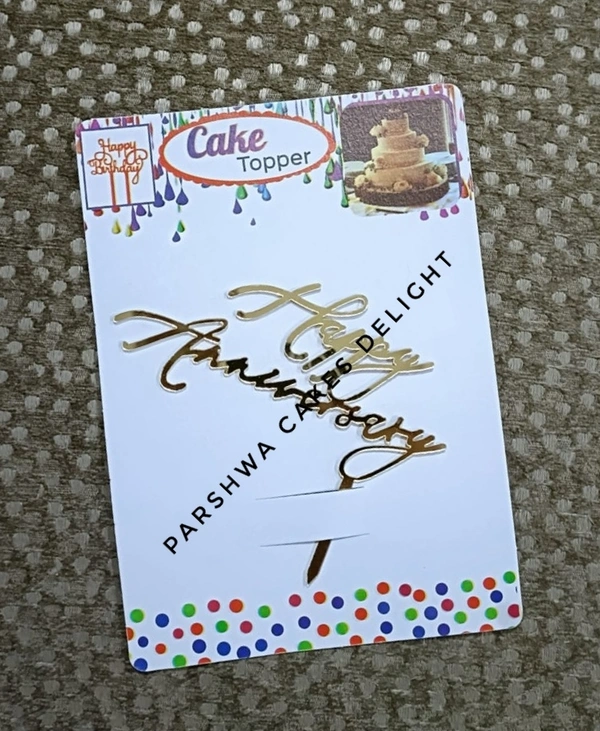 Happy
Birthday
Cake
Topper
Happy
Anniversary
PARSHWA CAKES DELIGHT